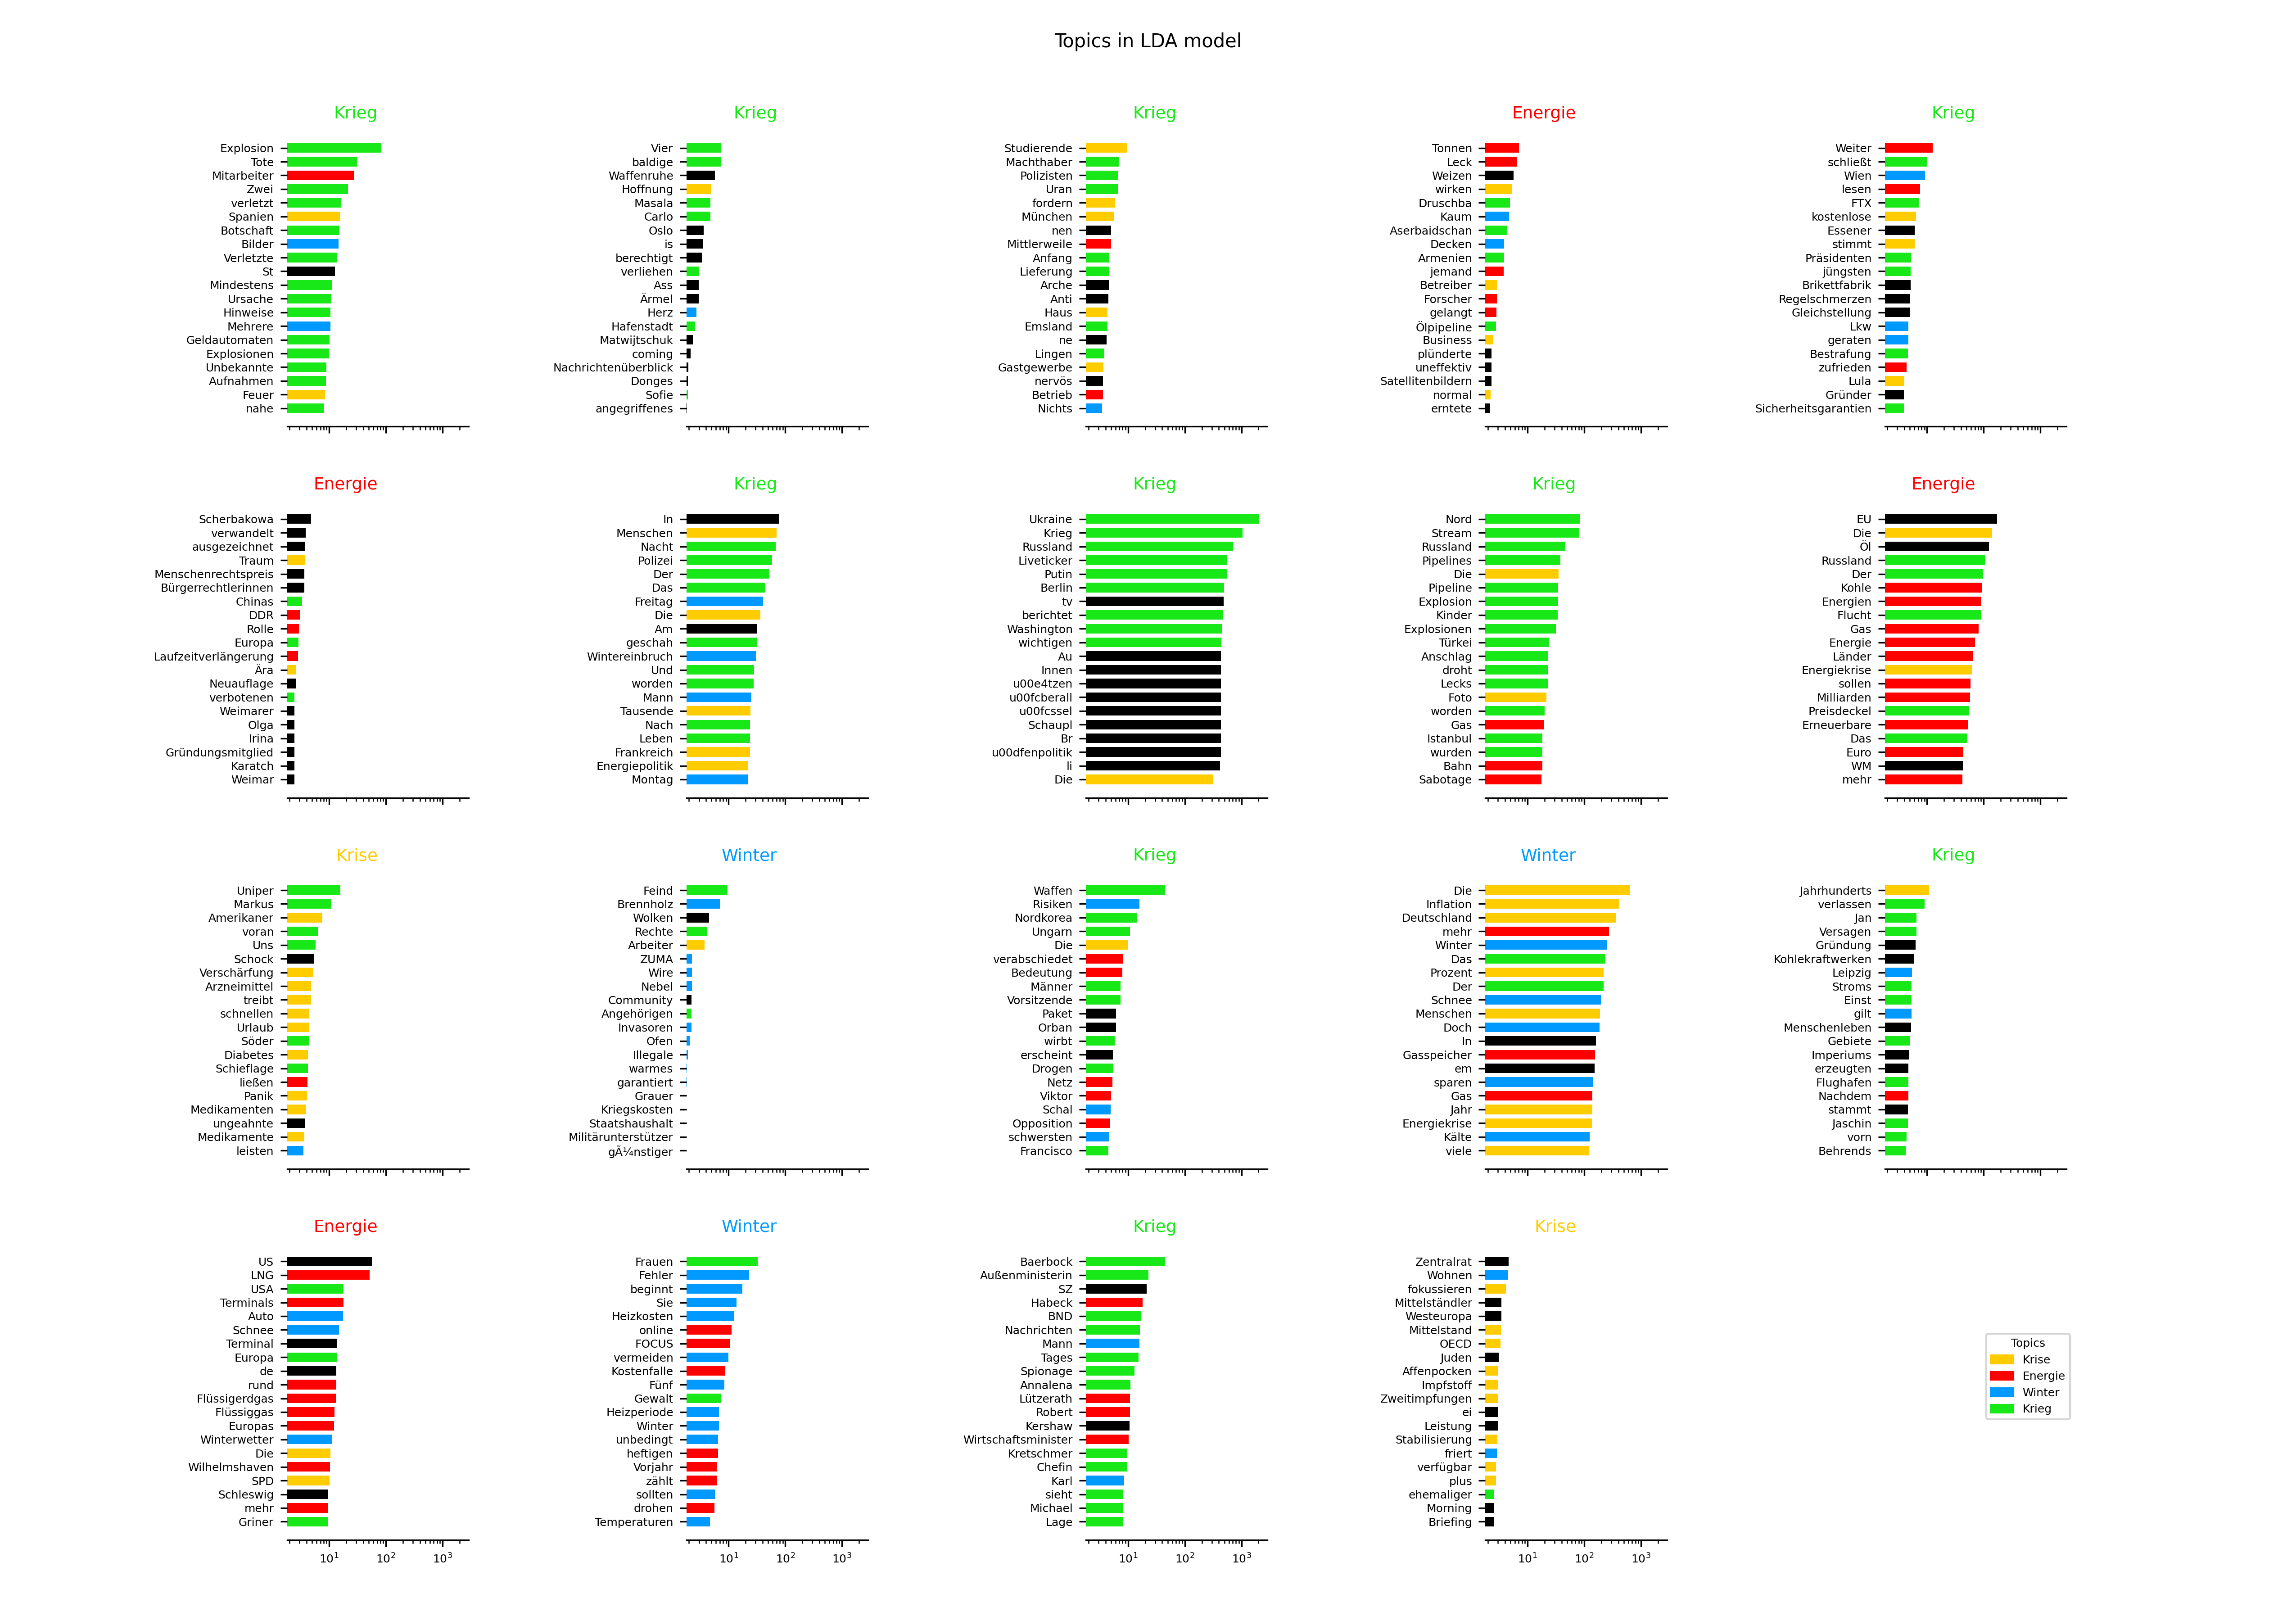 Topics in LDA model
Krieg
Explosion
Tote
Mitarbeiter
Zwei
verletzt
Spanien
Botschaft
Bilder
Verletzte
St
Mindestens
Ursache
Hinweise
Mehrere
Geldautomaten
Explosionen
Unbekannte
Aufnahmen
Feuer
nahe
Krieg
Vier
baldige
Waffenruhe
Hoffnung
Masala
Carlo
Oslo
is
berechtigt
verliehen
Ass
Ärmel
Herz
Hafenstadt
Matwijtschuk
coming
Nachrichtenüberblick
Donges
Sofie
angegriffenes
Krieg
Studierende
Machthaber
Polizisten
Uran
fordern
München
nen
Mittlerweile
Anfang
Lieferung
Arche
Anti
Haus
Emsland
ne
Lingen
Gastgewerbe
nervös
Betrieb
Nichts
Energie
Tonnen
Leck
Weizen
wirken
Druschba
Kaum
Aserbaidschan
Decken
Armenien
jemand
Betreiber
Forscher
gelangt
Ölpipeline
Business
plünderte
uneffektiv
Satellitenbildern
normal
erntete
Krieg
Weiter
schließt
Wien
lesen
FTX
kostenlose
Essener
stimmt
Präsidenten
jüngsten
Brikettfabrik
Regelschmerzen
Gleichstellung
Lkw
geraten
Bestrafung
zufrieden
Lula
Gründer
Sicherheitsgarantien
Energie
Scherbakowa
verwandelt
ausgezeichnet
Traum
Menschenrechtspreis
Bürgerrechtlerinnen
Chinas
DDR
Rolle
Europa
Laufzeitverlängerung
Ära
Neuauflage
verbotenen
Weimarer
Olga
Irina
Gründungsmitglied
Karatch
Weimar
Krieg
In
Menschen
Nacht
Polizei
Der
Das
Freitag
Die
Am
geschah
Wintereinbruch
Und
worden
Mann
Tausende
Nach
Leben
Frankreich
Energiepolitik
Montag
Krieg
Ukraine
Krieg
Russland
Liveticker
Putin
Berlin
tv
berichtet
Washington
wichtigen
Au
Innen
u00e4tzen
u00fcberall
u00fcssel
Schaupl
Br
u00dfenpolitik
li
Die
Krieg
Nord
Stream
Russland
Pipelines
Die
Pipeline
Explosion
Kinder
Explosionen
Türkei
Anschlag
droht
Lecks
Foto
worden
Gas
Istanbul
wurden
Bahn
Sabotage
Energie
EU
Die
Öl
Russland
Der
Kohle
Energien
Flucht
Gas
Energie
Länder
Energiekrise
sollen
Milliarden
Preisdeckel
Erneuerbare
Das
Euro
WM
mehr
Krise
Uniper
Markus
Amerikaner
voran
Uns
Schock
Verschärfung
Arzneimittel
treibt
schnellen
Urlaub
Söder
Diabetes
Schieflage
ließen
Panik
Medikamenten
ungeahnte
Medikamente
leisten
Winter
Feind
Brennholz
Wolken
Rechte
Arbeiter
ZUMA
Wire
Nebel
Community
Angehörigen
Invasoren
Ofen
Illegale
warmes
garantiert
Grauer
Kriegskosten
Staatshaushalt
Militärunterstützer
gÃ¼nstiger
Krieg
Waffen
Risiken
Nordkorea
Ungarn
Die
verabschiedet
Bedeutung
Männer
Vorsitzende
Paket
Orban
wirbt
erscheint
Drogen
Netz
Viktor
Schal
Opposition
schwersten
Francisco
Winter
Die
Inflation
Deutschland
mehr
Winter
Das
Prozent
Der
Schnee
Menschen
Doch
In
Gasspeicher
em
sparen
Gas
Jahr
Energiekrise
Kälte
viele
Krieg
Jahrhunderts
verlassen
Jan
Versagen
Gründung
Kohlekraftwerken
Leipzig
Stroms
Einst
gilt
Menschenleben
Gebiete
Imperiums
erzeugten
Flughafen
Nachdem
stammt
Jaschin
vorn
Behrends
Energie
US
LNG
USA
Terminals
Auto
Schnee
Terminal
Europa
de
rund
Flüssigerdgas
Flüssiggas
Europas
Winterwetter
Die
Wilhelmshaven
SPD
Schleswig
mehr
Griner
10¹ 10² 10³
Winter
Frauen
Fehler
beginnt
Sie
Heizkosten
online
FOCUS
vermeiden
Kostenfalle
Fünf
Gewalt
Heizperiode
Winter
unbedingt
heftigen
Vorjahr
zählt
sollten
drohen
Temperaturen
10¹ 10² 10³
Krieg
Baerbock
Außenministerin
SZ
Habeck
BND
Nachrichten
Mann
Tages
Spionage
Annalena
Lützerath
Robert
Kershaw
Wirtschaftsminister
Kretschmer
Chefin
Karl
sieht
Michael
Lage
10¹ 10² 10³
Krise
Zentralrat
Wohnen
fokussieren
Mittelständler
Westeuropa
Mittelstand
OECD
Juden
Affenpocken
Impfstoff
Zweitimpfungen
ei
Leistung
Stabilisierung
friert
verfügbar
plus
ehemaliger
Morning
Briefing
10¹ 10² 10³
Topics
Krise
Energie
Winter
Krieg